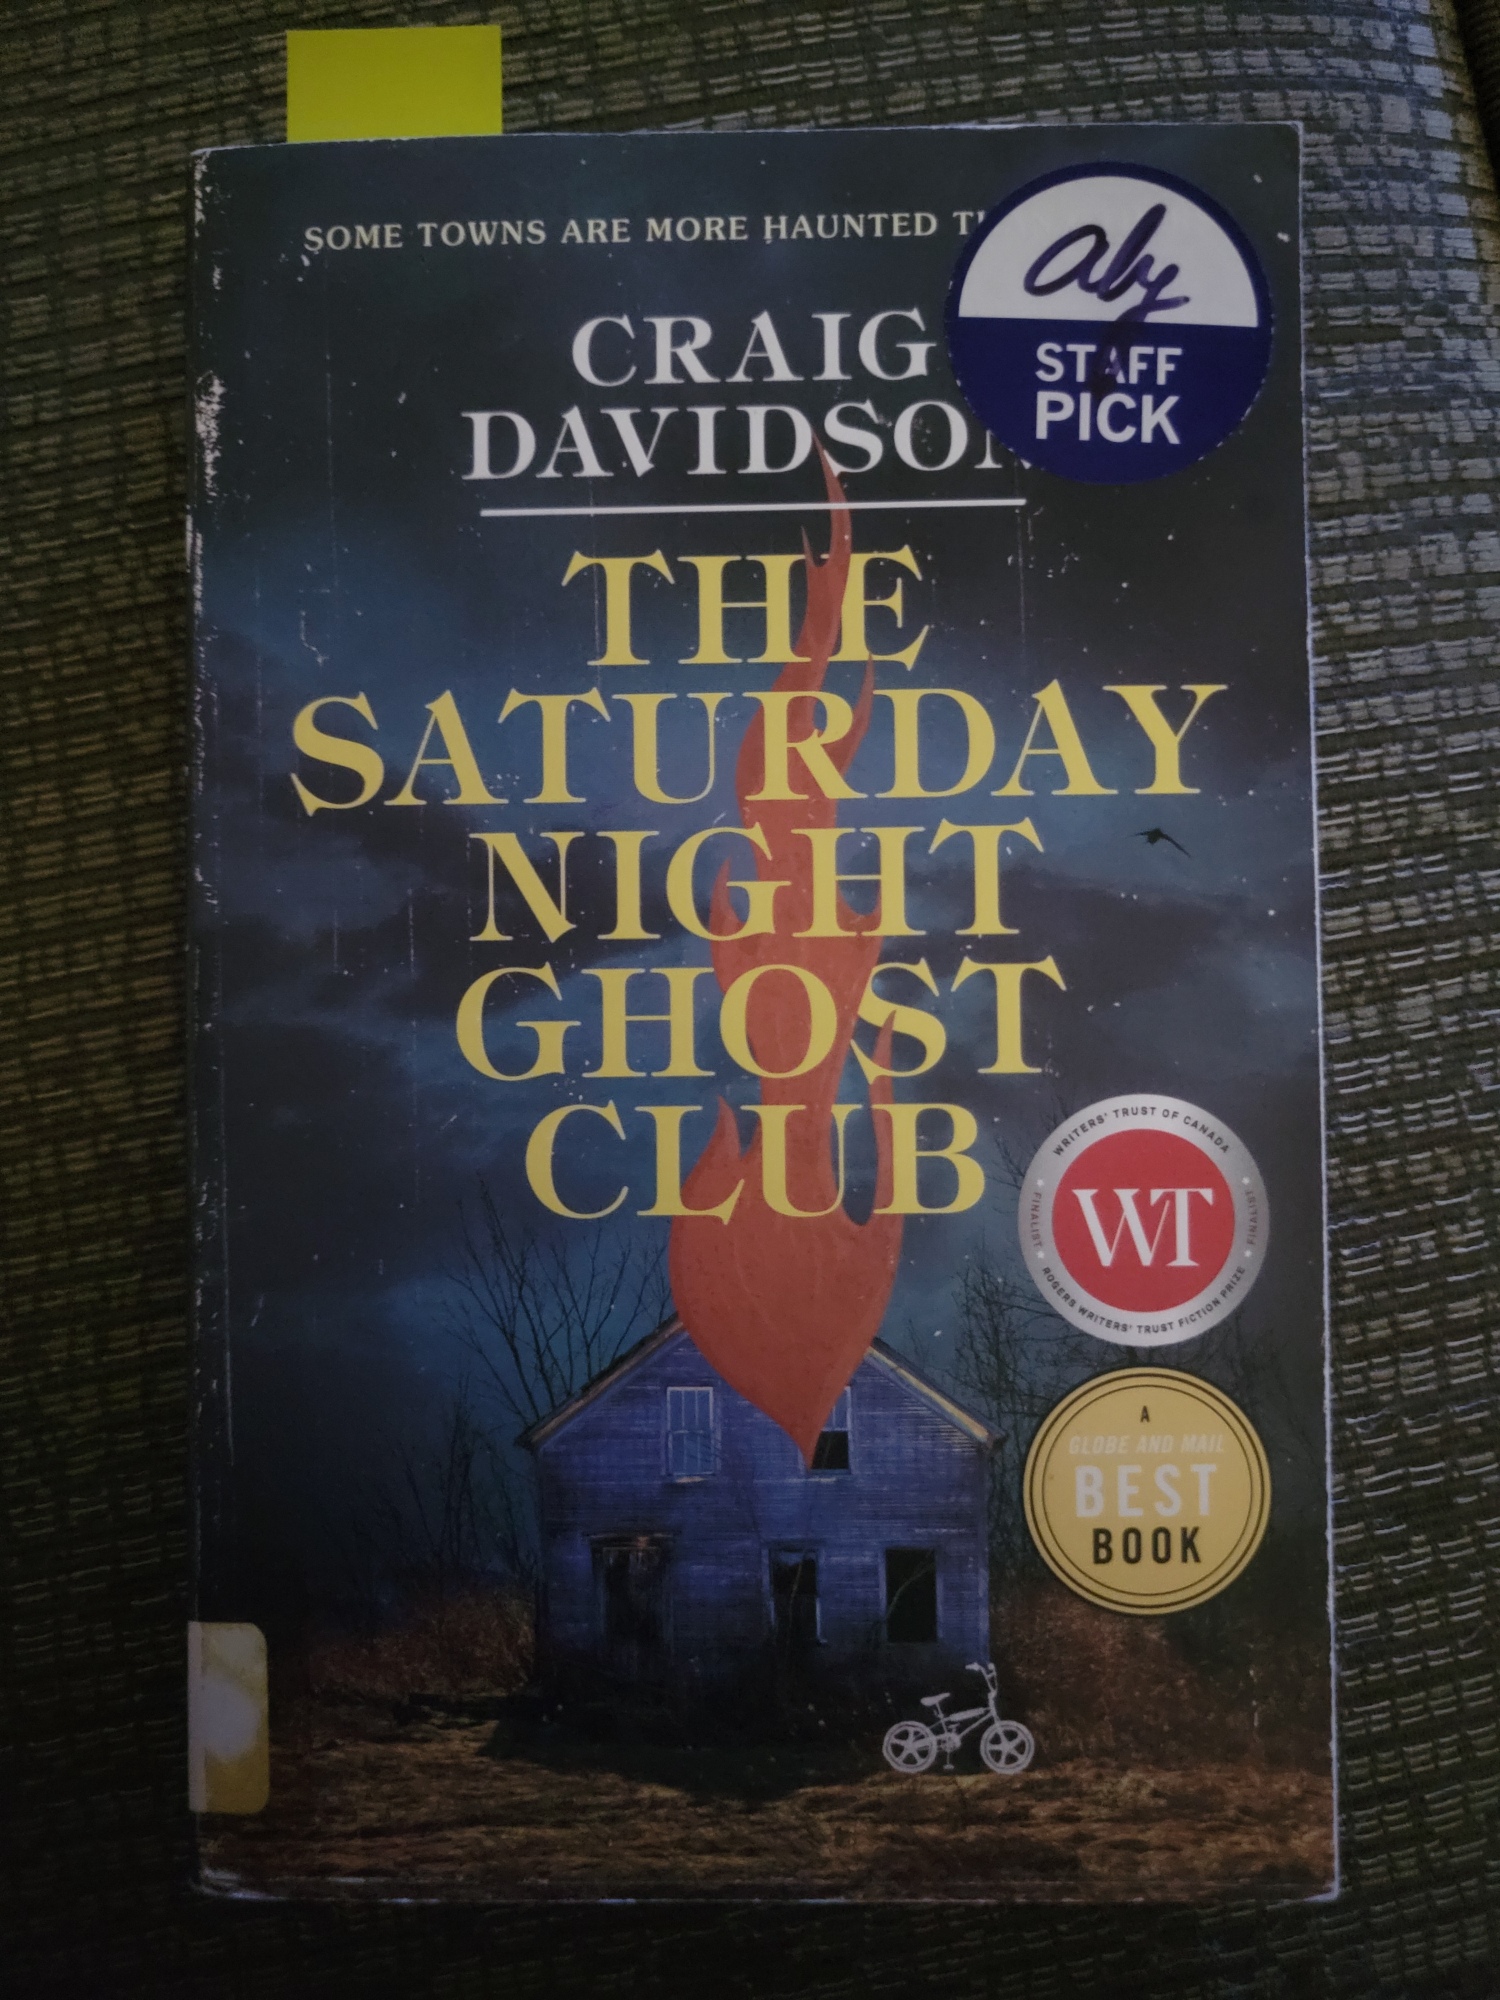 SOME TOWNS ARE MORE HAUNTED
aby
STAFF
PICK
CRAIG
DAVIDSON
THE
SATURDAY
NIGHT
GHOST
CLUB
WRITERS' TRUST OF CANADA
FINALIST
WT
FINALIST
ROGERS WRITERS' TRUST FICTION PRIZE
A
GLOBE AND MAIL
BEST
BOOK